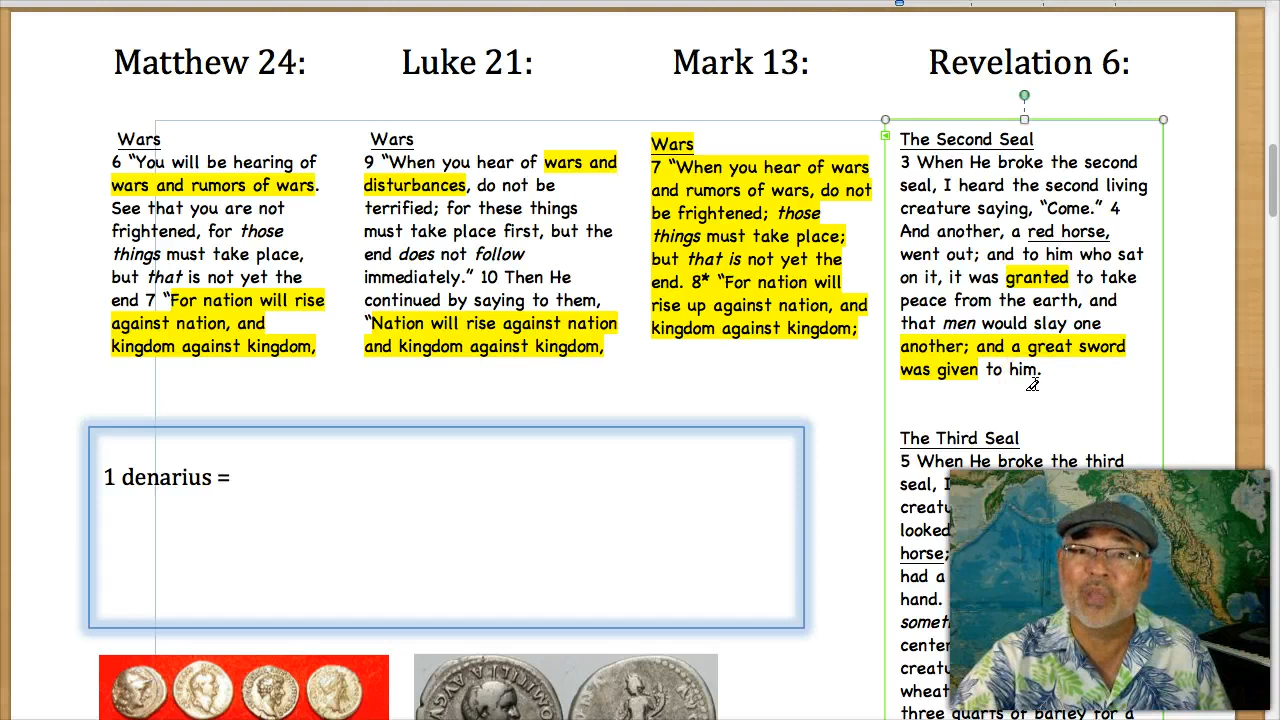 Matthew 24:
Luke 21:
Mark 13:
Revelation 6:
Wars
6 “You will be hearing of
wars and rumors of wars.
See that you are not
frightened, for those
things must take place,
but that is not yet the
end 7 “For nation will rise
against nation, and
kingdom against kingdom,
Wars
9 “When you hear of wars and
disturbances, do not be
terrified; for these things
must take place first, but the
end does not follow
immediately.” 10 Then He
continued by saying to them,
“Nation will rise against nation
and kingdom against kingdom,
Wars
7 “When you hear of wars
and rumors of wars, do not
be frightened; those
things must take place;
but that is not yet the
end. 8* “For nation will
rise up against nation, and
kingdom against kingdom;
The Second Seal
3 When He broke the second
seal, I heard the second living
creature saying, “Come.” 4
And another, a red horse,
went out; and to him who sat
on it, it was granted to take
peace from the earth, and
that men would slay one
another; and a great sword
was given to him.
The Third Seal
5 When He broke the third
seal, I
looked
horse;
had a
hand.
three quarts of barley for a
1 denarius =